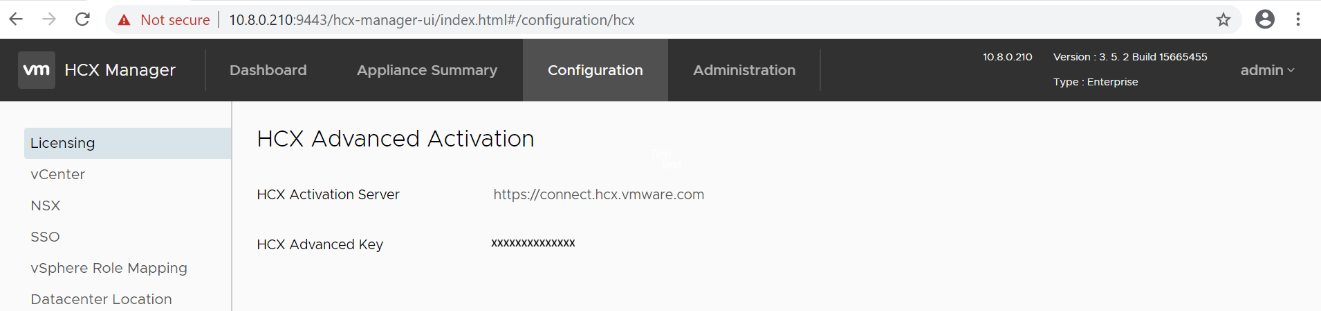 Not secure | 10.8.0.210:9443/hcx-manager-ui/index.html#/configuration/hcx
vm HCX Manager Dashboard Appliance Summary Configuration Administration 10.8.0.210 Version : 3. 5. 2 Build 15665455 admin
Type : Enterprise
HCX Advanced Activation
Licensing
vCenter
HCX Activation Server https://connect.hcx.vmware.com
NSX
SSO
HCX Advanced Key xxxxxxxxxxxxxx
vSphere Role Mapping
Datacenter Location